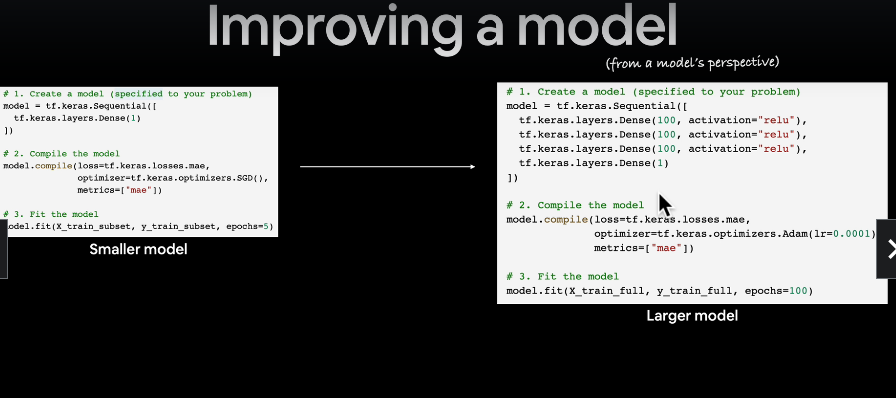 Improving a model
(from a model's perspective)
# 1. Create a model (specified to your problem)
model = tf.keras.Sequential([
  tf.keras.layers.Dense(1)
])
# 2. Compile the model
model.compile(loss=tf.keras.losses.mae,
              optimizer=tf.keras.optimizers.SGD(),
              metrics=["mae"])
# 3. Fit the model
model.fit(X_train_subset, y_train_subset, epochs=5)
Smaller model
# 1. Create a model (specified to your problem)
model = tf.keras.Sequential([
  tf.keras.layers.Dense(100, activation="relu"),
  tf.keras.layers.Dense(100, activation="relu"),
  tf.keras.layers.Dense(100, activation="relu"),
  tf.keras.layers.Dense(1)
])
# 2. Compile the model
model.compile(loss=tf.keras.losses.mae,
              optimizer=tf.keras.optimizers.Adam(lr=0.0001)
              metrics=["mae"])
# 3. Fit the model
model.fit(X_train_full, y_train_full, epochs=100)
Larger model